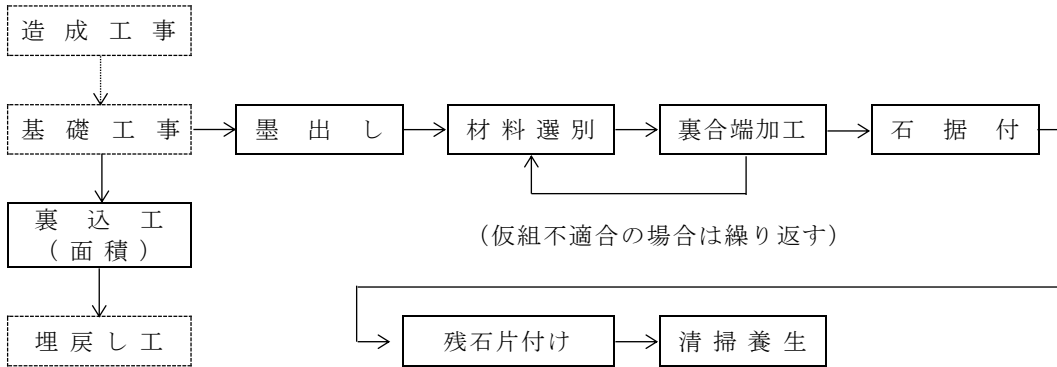 造成工事
基礎工事
墨出し
材料選別
裏合端加工
石据付
裏込工
(面積)
(仮組不適合の場合は繰り返す)
埋戻し工
残石片付け
清掃養生